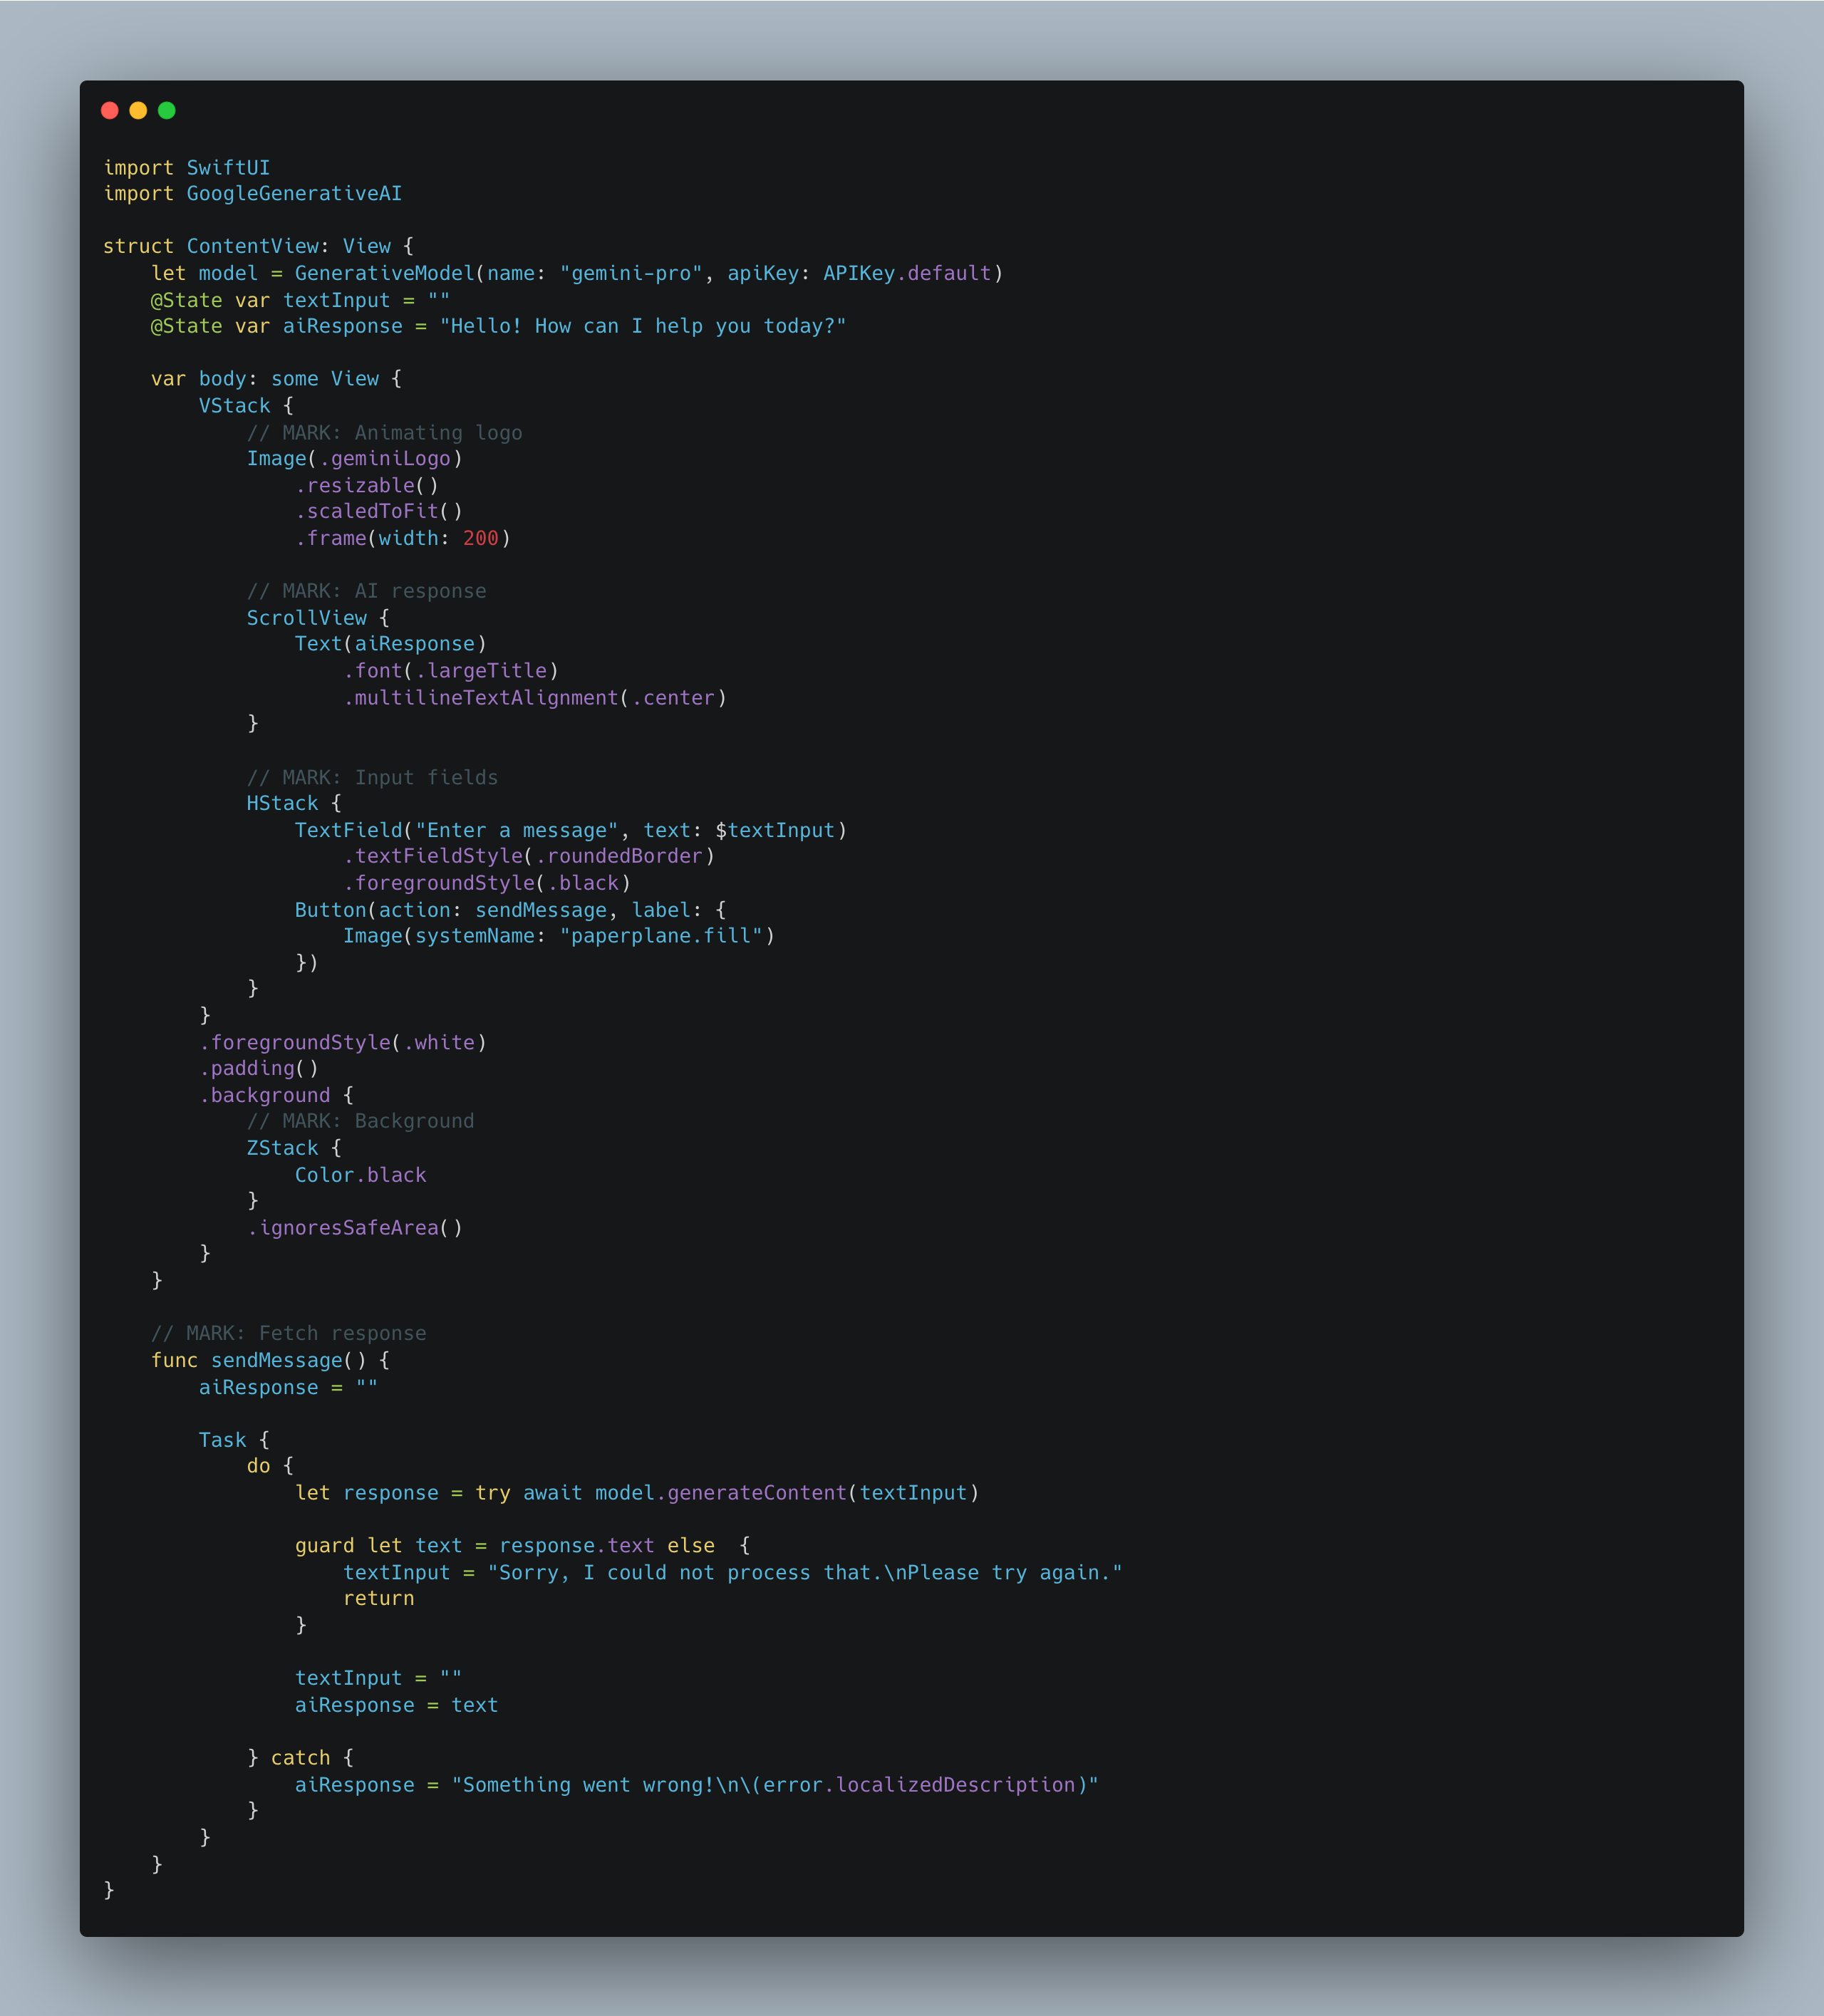 import SwiftUI
import GoogleGenerativeAI

struct ContentView: View {
    let model = GenerativeModel(name: "gemini-pro", apiKey: APIKey.default)
    @State var textInput = ""
    @State var aiResponse = "Hello! How can I help you today?"

    var body: some View {
        VStack {
            // MARK: Animating logo
            Image(.geminiLogo)
                .resizable()
                .scaledToFit()
                .frame(width: 200)

            // MARK: AI response
            ScrollView {
                Text(aiResponse)
                    .font(.largeTitle)
                    .multilineTextAlignment(.center)
            }

            // MARK: Input fields
            HStack {
                TextField("Enter a message", text: $textInput)
                    .textFieldStyle(.roundedBorder)
                    .foregroundStyle(.black)
                Button(action: sendMessage, label: {
                    Image(systemName: "paperplane.fill")
                })
            }
        }
        .foregroundStyle(.white)
        .padding()
        .background {
            // MARK: Background
            ZStack {
                Color.black
            }
            .ignoresSafeArea()
        }
    }

    // MARK: Fetch response
    func sendMessage() {
        aiResponse = ""

        Task {
            do {
                let response = try await model.generateContent(textInput)

                guard let text = response.text else  {
                    textInput = "Sorry, I could not process that.\nPlease try again."
                    return
                }

                textInput = ""
                aiResponse = text

            } catch {
                aiResponse = "Something went wrong!\n\(error.localizedDescription)"
            }
        }
    }
}